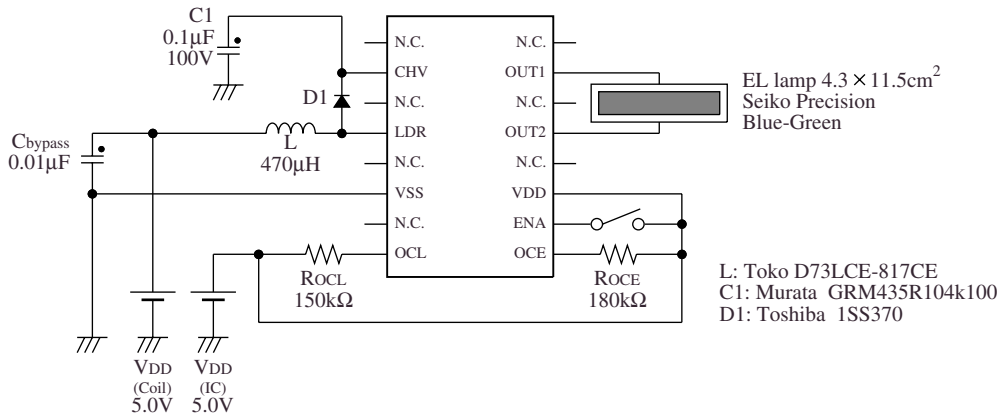 C1
0.1µF
100V
D1
Cbypass
0.01µF
L
470µH
N.C.
CHV
N.C.
LDR
N.C.
VSS
N.C.
OCL
N.C.
OUT1
N.C.
OUT2
N.C.
VDD
ENA
OCE
EL lamp 4.3 × 11.5cm²
Seiko Precision
Blue-Green
ROCL
150kΩ
ROCE
180kΩ
L: Toko D73LCE-817CE
C1: Murata GRM435R104k100
D1: Toshiba 1SS370
VDD
(Coil)
5.0V
VDD
(IC)
5.0V